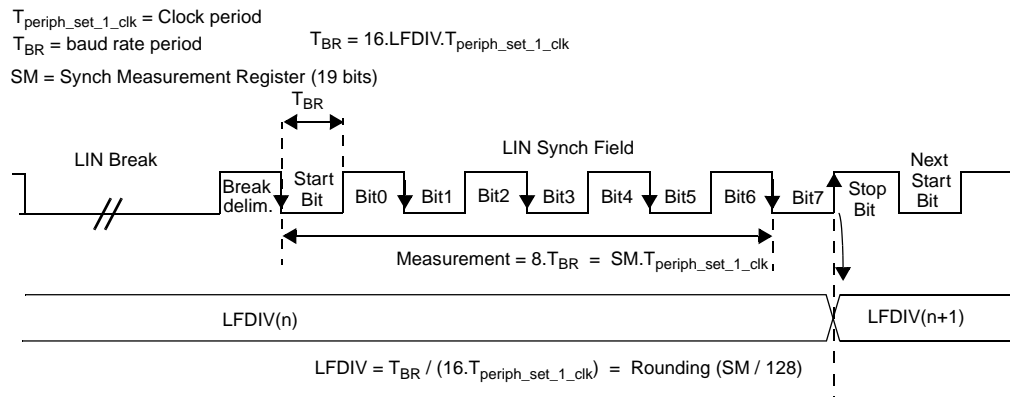 T_periph_set_1_clk = Clock period
T_BR = baud rate period
T_BR = 16.LFDIV.T_periph_set_1_clk
SM = Synch Measurement Register (19 bits)
T_BR
LIN Break
LIN Synch Field
Break
delim.
Start
Bit
Bit0
Bit1
Bit2
Bit3
Bit4
Bit5
Bit6
Bit7
Stop
Bit
Next
Start
Bit
Measurement = 8.T_BR = SM.T_periph_set_1_clk
LFDIV(n)
LFDIV(n+1)
LFDIV = T_BR / (16.T_periph_set_1_clk) = Rounding (SM / 128)